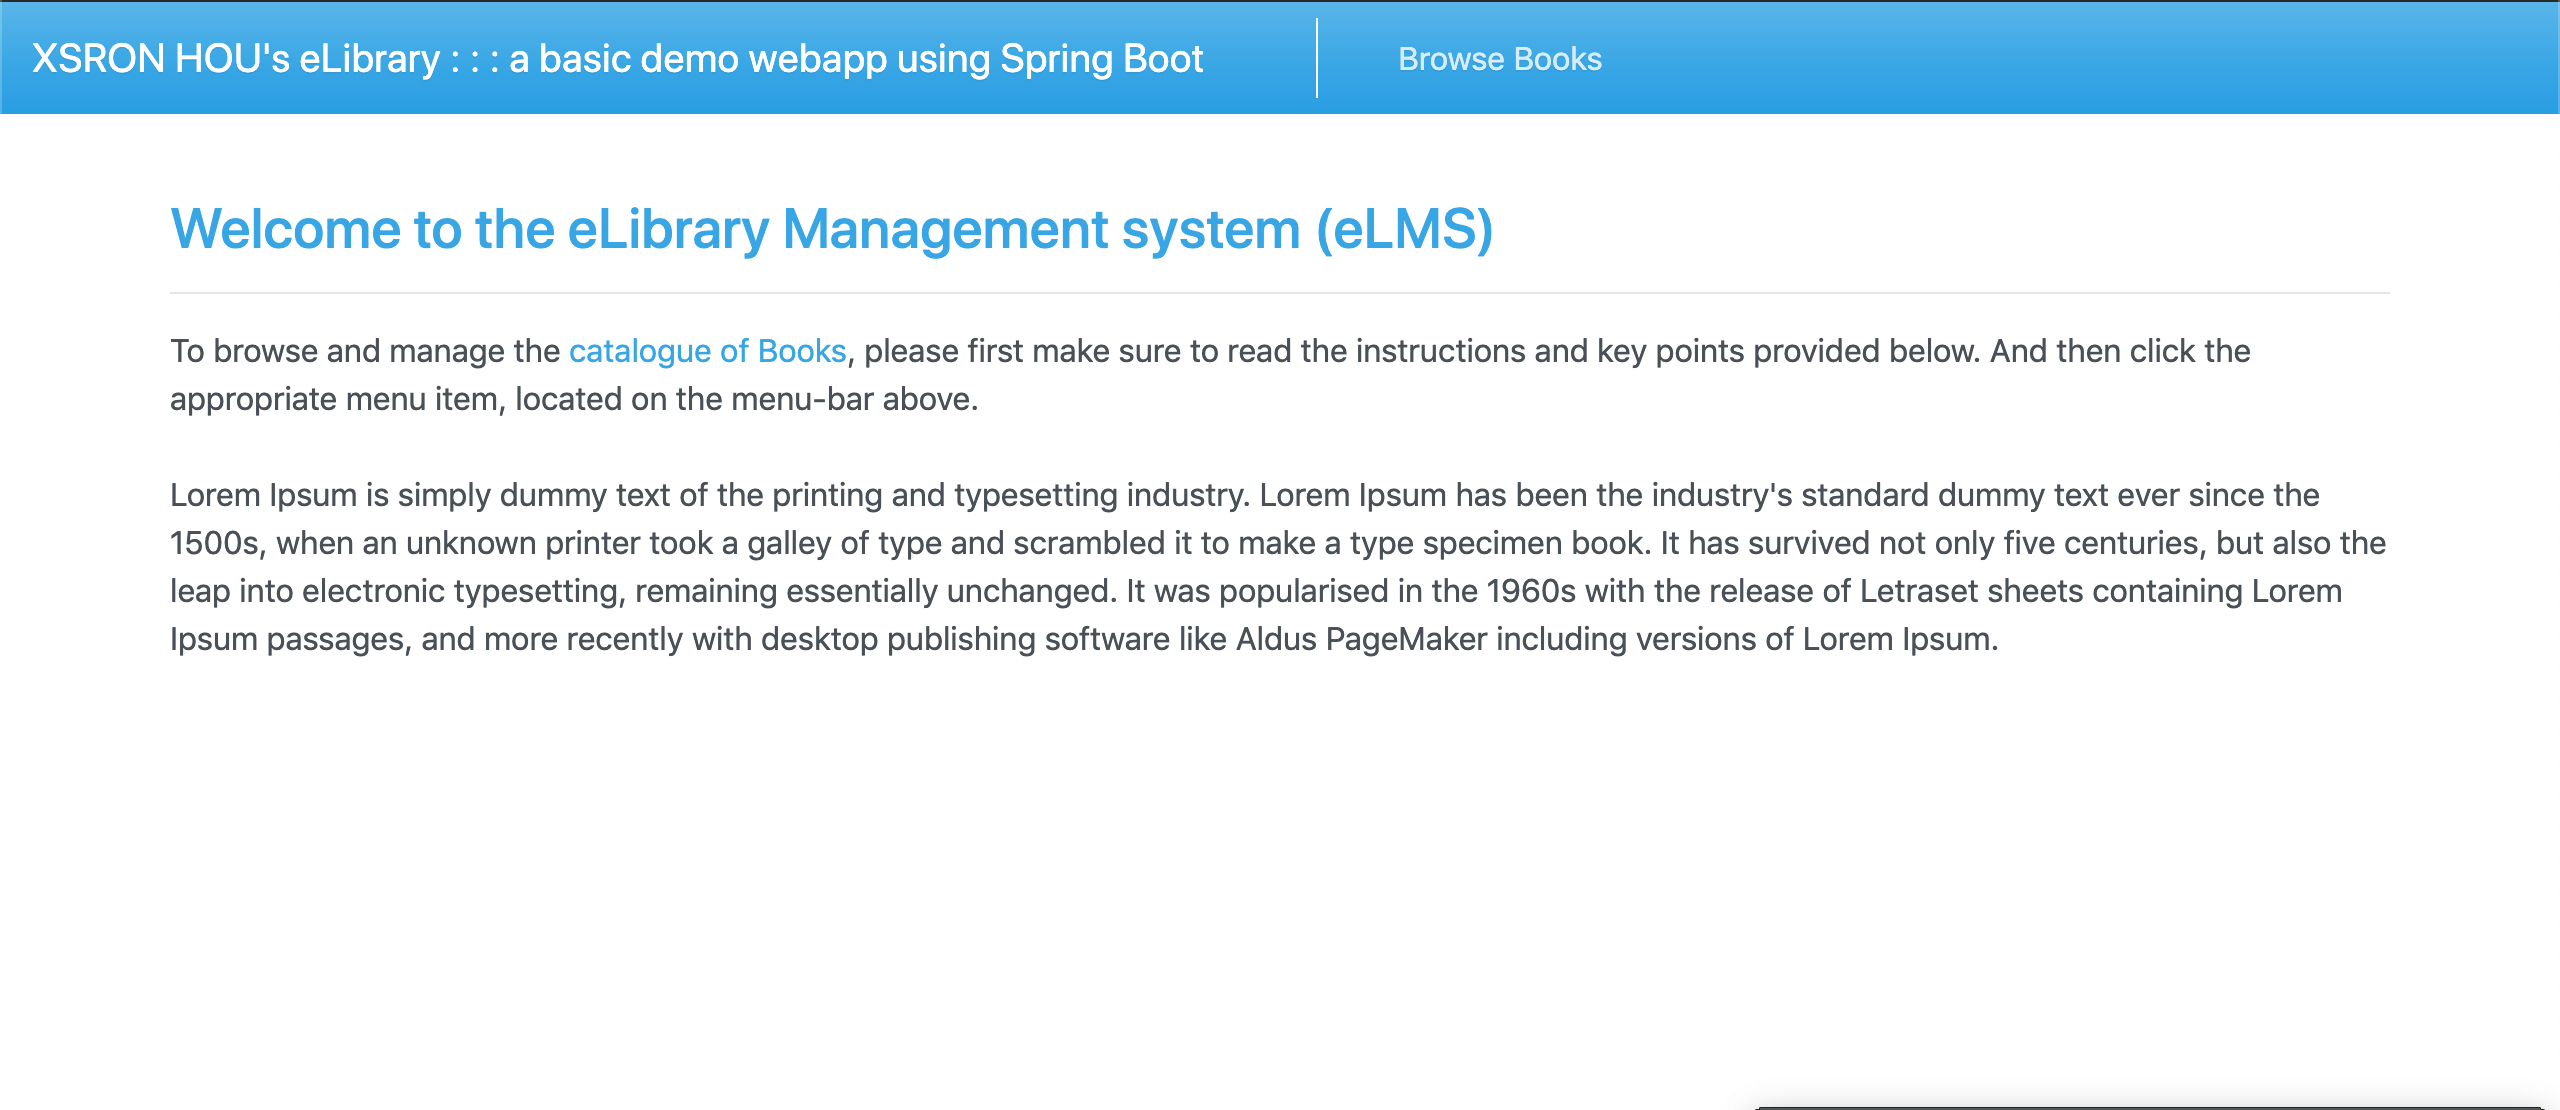 XSRON HOU's eLibrary : : : a basic demo webapp using Spring Boot
Browse Books
Welcome to the eLibrary Management system (eLMS)
To browse and manage the catalogue of Books, please first make sure to read the instructions and key points provided below. And then click the
appropriate menu item, located on the menu-bar above.
Lorem Ipsum is simply dummy text of the printing and typesetting industry. Lorem Ipsum has been the industry's standard dummy text ever since the
1500s, when an unknown printer took a galley of type and scrambled it to make a type specimen book. It has survived not only five centuries, but also the
leap into electronic typesetting, remaining essentially unchanged. It was popularised in the 1960s with the release of Letraset sheets containing Lorem
Ipsum passages, and more recently with desktop publishing software like Aldus PageMaker including versions of Lorem Ipsum.